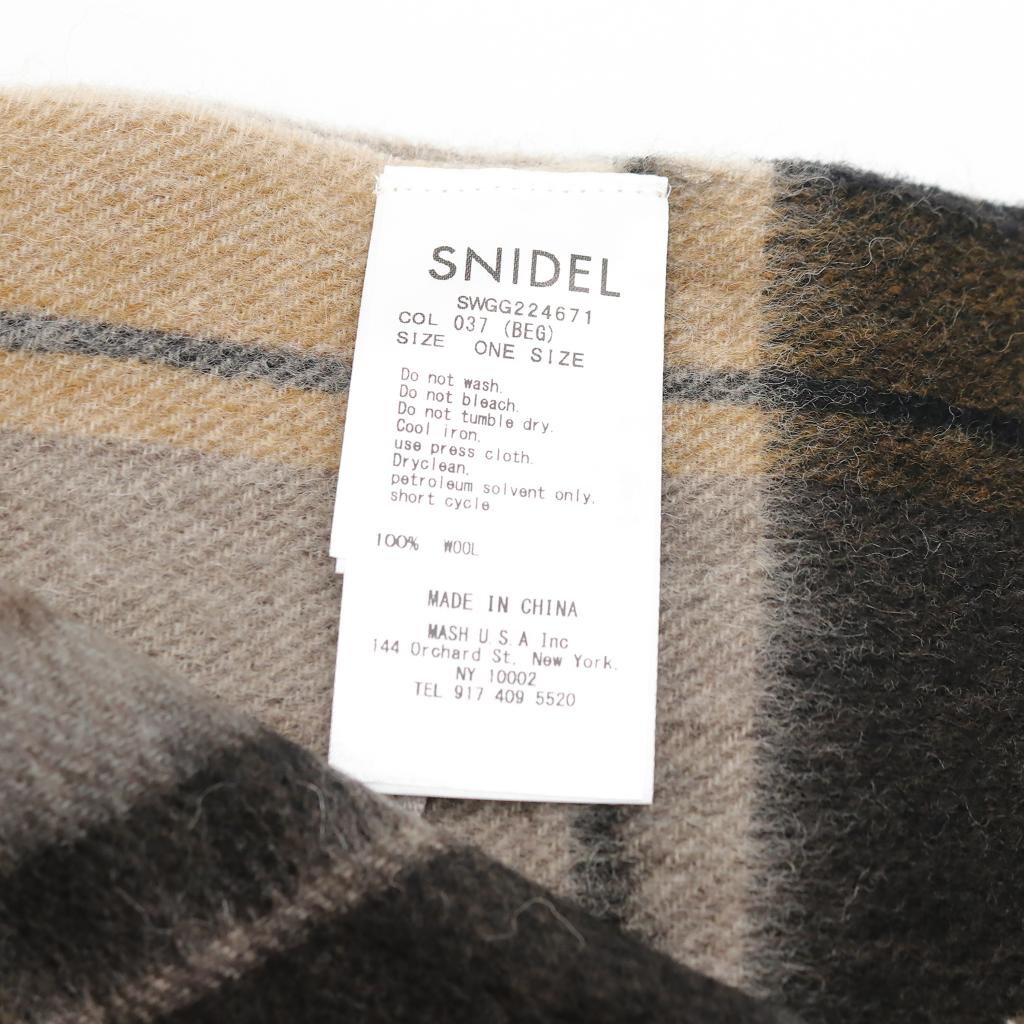 SNIDEL
SWGG224671
COL 037 (BEG)
SIZE ONE SIZE
Do not wash.
Do not bleach.
Do not tumble dry.
Cool iron.
use press cloth.
Dryclean.
petroleum solvent only.
short cycle.
100% WOOL
MADE IN CHINA
MASH U.S.A Inc
144 Orchard St. New York.
NY 10002
TEL 917 409 5520